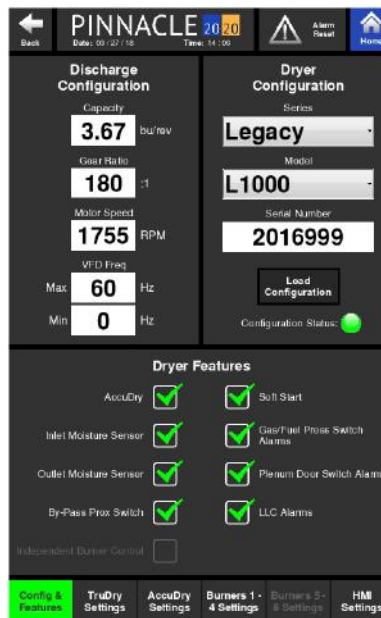 Back
PINNACLE 20 20
Date: 09/27/18 Time: 14:06
Alarm
Reset
Home
Discharge
Configuration
Capacity
3.67 bu/rev
Gear Ratio
180 :1
Motor Speed
1755 RPM
VFD Freq
Max 60 Hz
Min 0 Hz
Dryer
Configuration
Series
Legacy
Model
L1000
Serial Number
2016999
Load
Configuration
Configuration Status:
Dryer Features
AccuDry
Soft Start
Inlet Moisture Sensor
Gas/Fuel Press Switch
Alarms
Outlet Moisture Sensor
Plenum Door Switch Alarm
By-Pass Prox Switch
LLC Alarms
Independent Burner Control
Config &
Features
TruDry
Settings
AccuDry
Settings
Burners 1 -
4 Settings
Burners 5 -
8 Settings
HMI
Settings